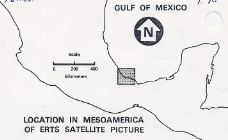 GULF OF MEXICO
N
scale
0 200 400
kilometers
LOCATION IN MESOAMERICA
OF ERTS SATELLITE PICTURE